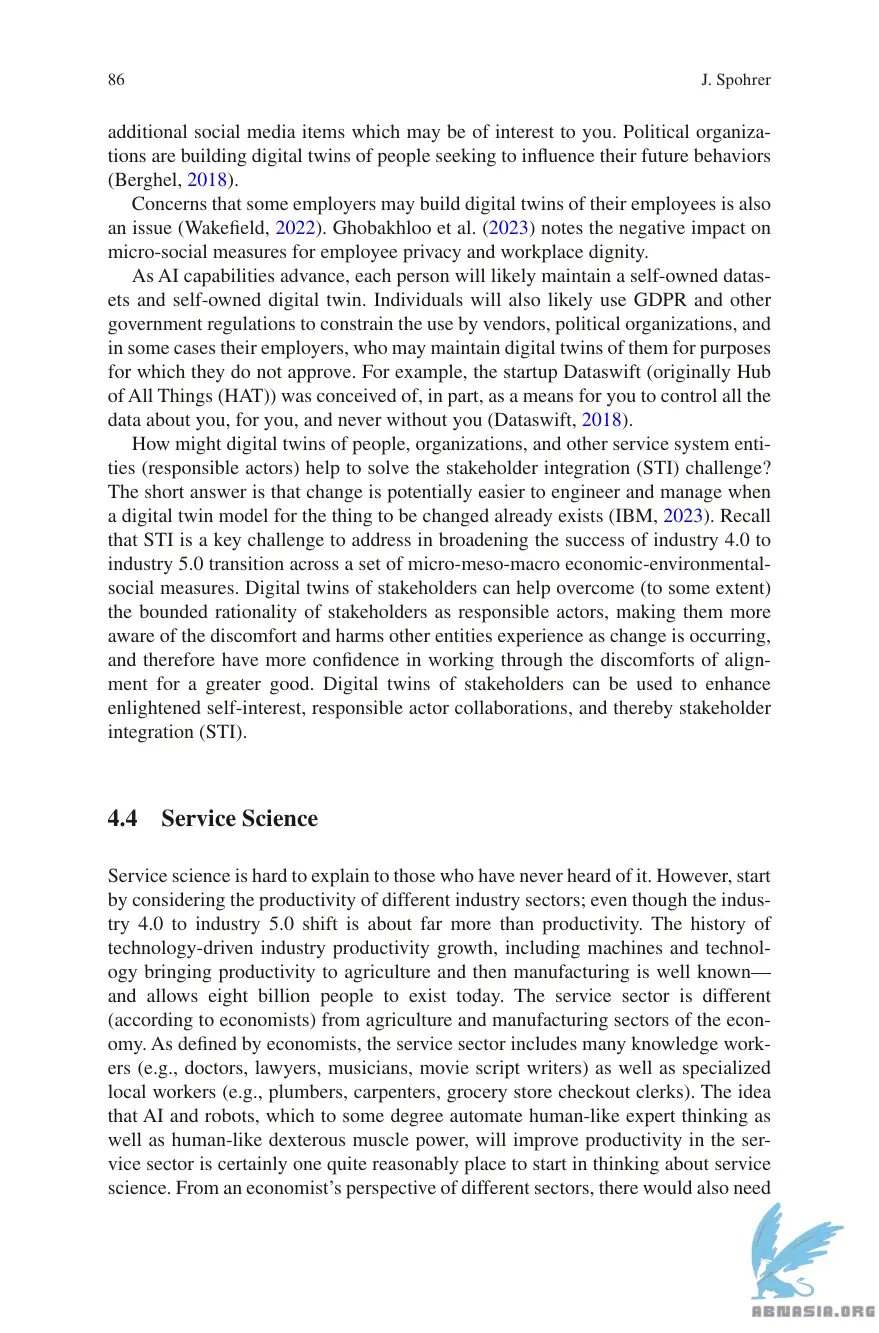 86
J. Spohrer
additional social media items which may be of interest to you. Political organiza-
tions are building digital twins of people seeking to influence their future behaviors
(Berghel, 2018).
Concerns that some employers may build digital twins of their employees is also
an issue (Wakefield, 2022). Ghobakhloo et al. (2023) notes the negative impact on
micro-social measures for employee privacy and workplace dignity.
As AI capabilities advance, each person will likely maintain a self-owned datas-
ets and self-owned digital twin. Individuals will also likely use GDPR and other
government regulations to constrain the use by vendors, political organizations, and
in some cases their employers, who may maintain digital twins of them for purposes
for which they do not approve. For example, the startup Dataswift (originally Hub
of All Things (HAT)) was conceived of, in part, as a means for you to control all the
data about you, for you, and never without you (Dataswift, 2018).
How might digital twins of people, organizations, and other service system enti-
ties (responsible actors) help to solve the stakeholder integration (STI) challenge?
The short answer is that change is potentially easier to engineer and manage when
a digital twin model for the thing to be changed already exists (IBM, 2023). Recall
that STI is a key challenge to address in broadening the success of industry 4.0 to
industry 5.0 transition across a set of micro-meso-macro economic-environmental-
social measures. Digital twins of stakeholders can help overcome (to some extent)
the bounded rationality of stakeholders as responsible actors, making them more
aware of the discomfort and harms other entities experience as change is occurring,
and therefore have more confidence in working through the discomforts of align-
ment for a greater good. Digital twins of stakeholders can be used to enhance
enlightened self-interest, responsible actor collaborations, and thereby stakeholder
integration (STI).
4.4 Service Science
Service science is hard to explain to those who have never heard of it. However, start
by considering the productivity of different industry sectors; even though the indus-
try 4.0 to industry 5.0 shift is about far more than productivity. The history of
technology-driven industry productivity growth, including machines and technol-
ogy bringing productivity to agriculture and then manufacturing is well known—
and allows eight billion people to exist today. The service sector is different
(according to economists) from agriculture and manufacturing sectors of the econ-
omy. As defined by economists, the service sector includes many knowledge work-
ers (e.g., doctors, lawyers, musicians, movie script writers) as well as specialized
local workers (e.g., plumbers, carpenters, grocery store checkout clerks). The idea
that AI and robots, which to some degree automate human-like expert thinking as
well as human-like dexterous muscle power, will improve productivity in the ser-
vice sector is certainly one quite reasonably place to start in thinking about service
science. From an economist's perspective of different sectors, there would also need
ABNASIA.ORG